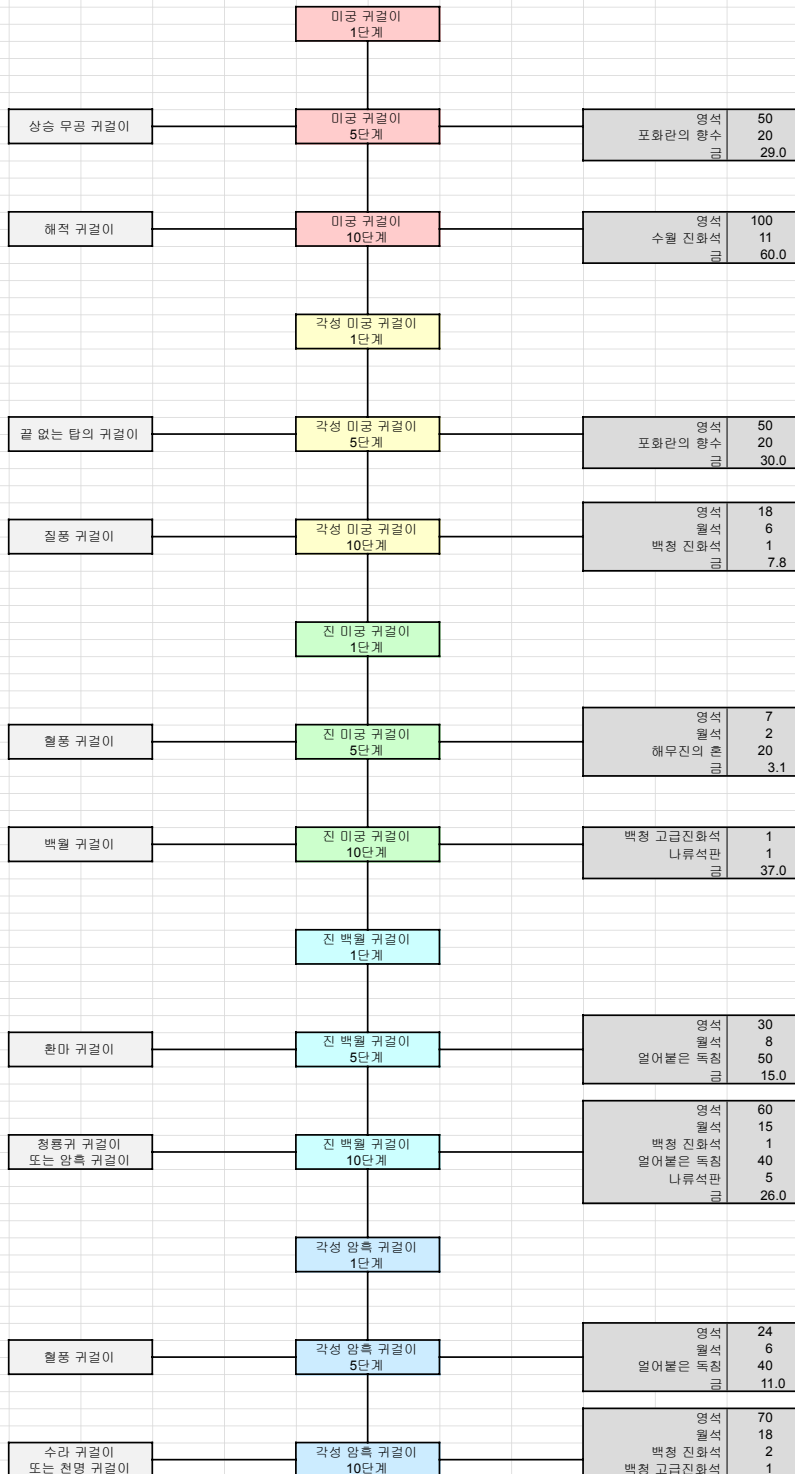 미궁 귀걸이
1단계
상승 무공 귀걸이
미궁 귀걸이
5단계
영석 50
포화란의 향수 20
금 29.0
해적 귀걸이
미궁 귀걸이
10단계
영석 100
수월 진화석 11
금 60.0
각성 미궁 귀걸이
1단계
끝 없는 탑의 귀걸이
각성 미궁 귀걸이
5단계
영석 50
포화란의 향수 20
금 30.0
질풍 귀걸이
각성 미궁 귀걸이
10단계
영석 18
월석 6
백청 진화석 1
금 7.8
진 미궁 귀걸이
1단계
혈풍 귀걸이
진 미궁 귀걸이
5단계
영석 7
월석 2
해무진의 혼 20
금 3.1
백월 귀걸이
진 미궁 귀걸이
10단계
백청 고급진화석 1
나류석판 1
금 37.0
진 백월 귀걸이
1단계
환마 귀걸이
진 백월 귀걸이
5단계
영석 30
월석 8
얼어붙은 독침 50
금 15.0
청룡귀 귀걸이
또는 암흑 귀걸이
진 백월 귀걸이
10단계
영석 60
월석 15
백청 진화석 1
얼어붙은 독침 40
나류석판 5
금 26.0
각성 암흑 귀걸이
1단계
혈풍 귀걸이
각성 암흑 귀걸이
5단계
영석 24
월석 6
얼어붙은 독침 40
금 11.0
수라 귀걸이
또는 천명 귀걸이
각성 암흑 귀걸이
10단계
영석 70
월석 18
백청 진화석 2
백청 고급진화석 1